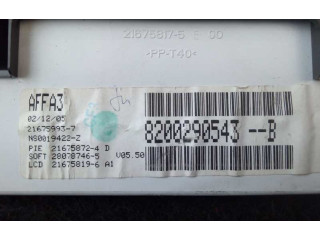 21675817-5
>PP-T40<
AFFA3
02/12/05
21675993-7
NS0019422-Z
8200290543 --B
PIE 21675872-4 D
SOFT 28078746-5 V05.50
LCD 21675819-6 A1